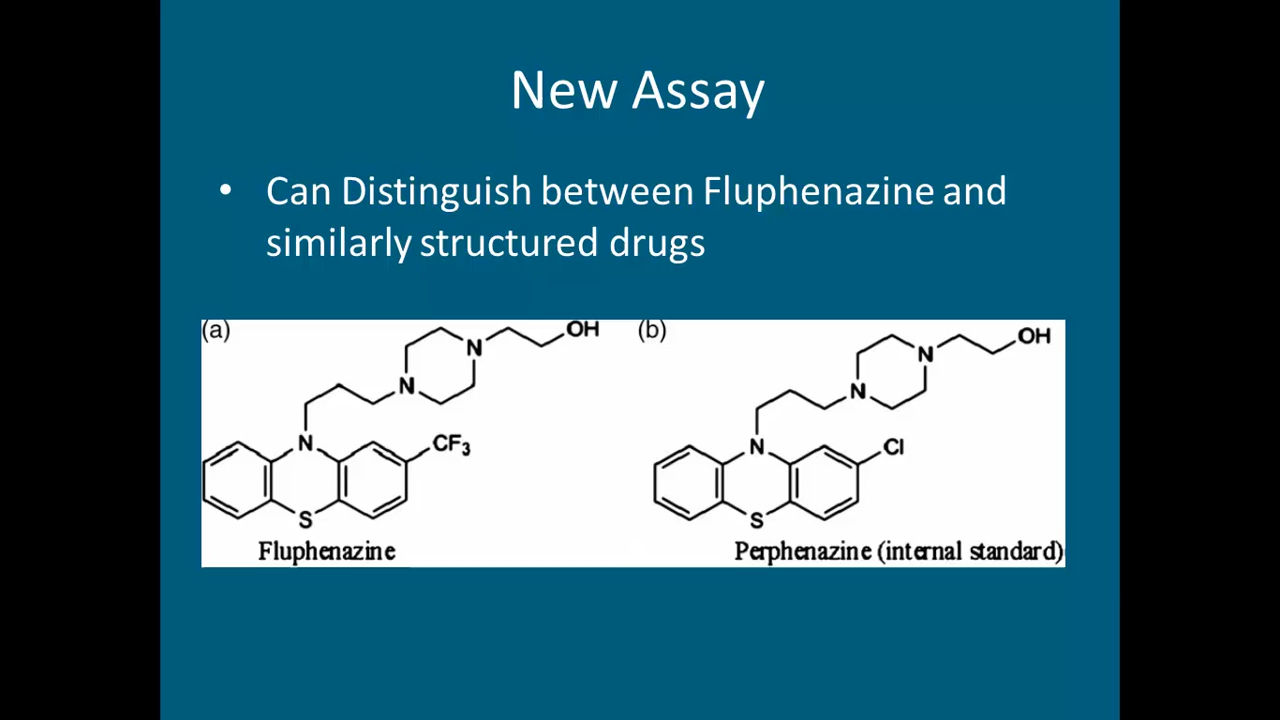 New Assay
• Can Distinguish between Fluphenazine and
similarly structured drugs
(a)
OH
N
N
N
CF₃
S
Fluphenazine
(b)
OH
N
N
N
Cl
S
Perphenazine (internal standard)